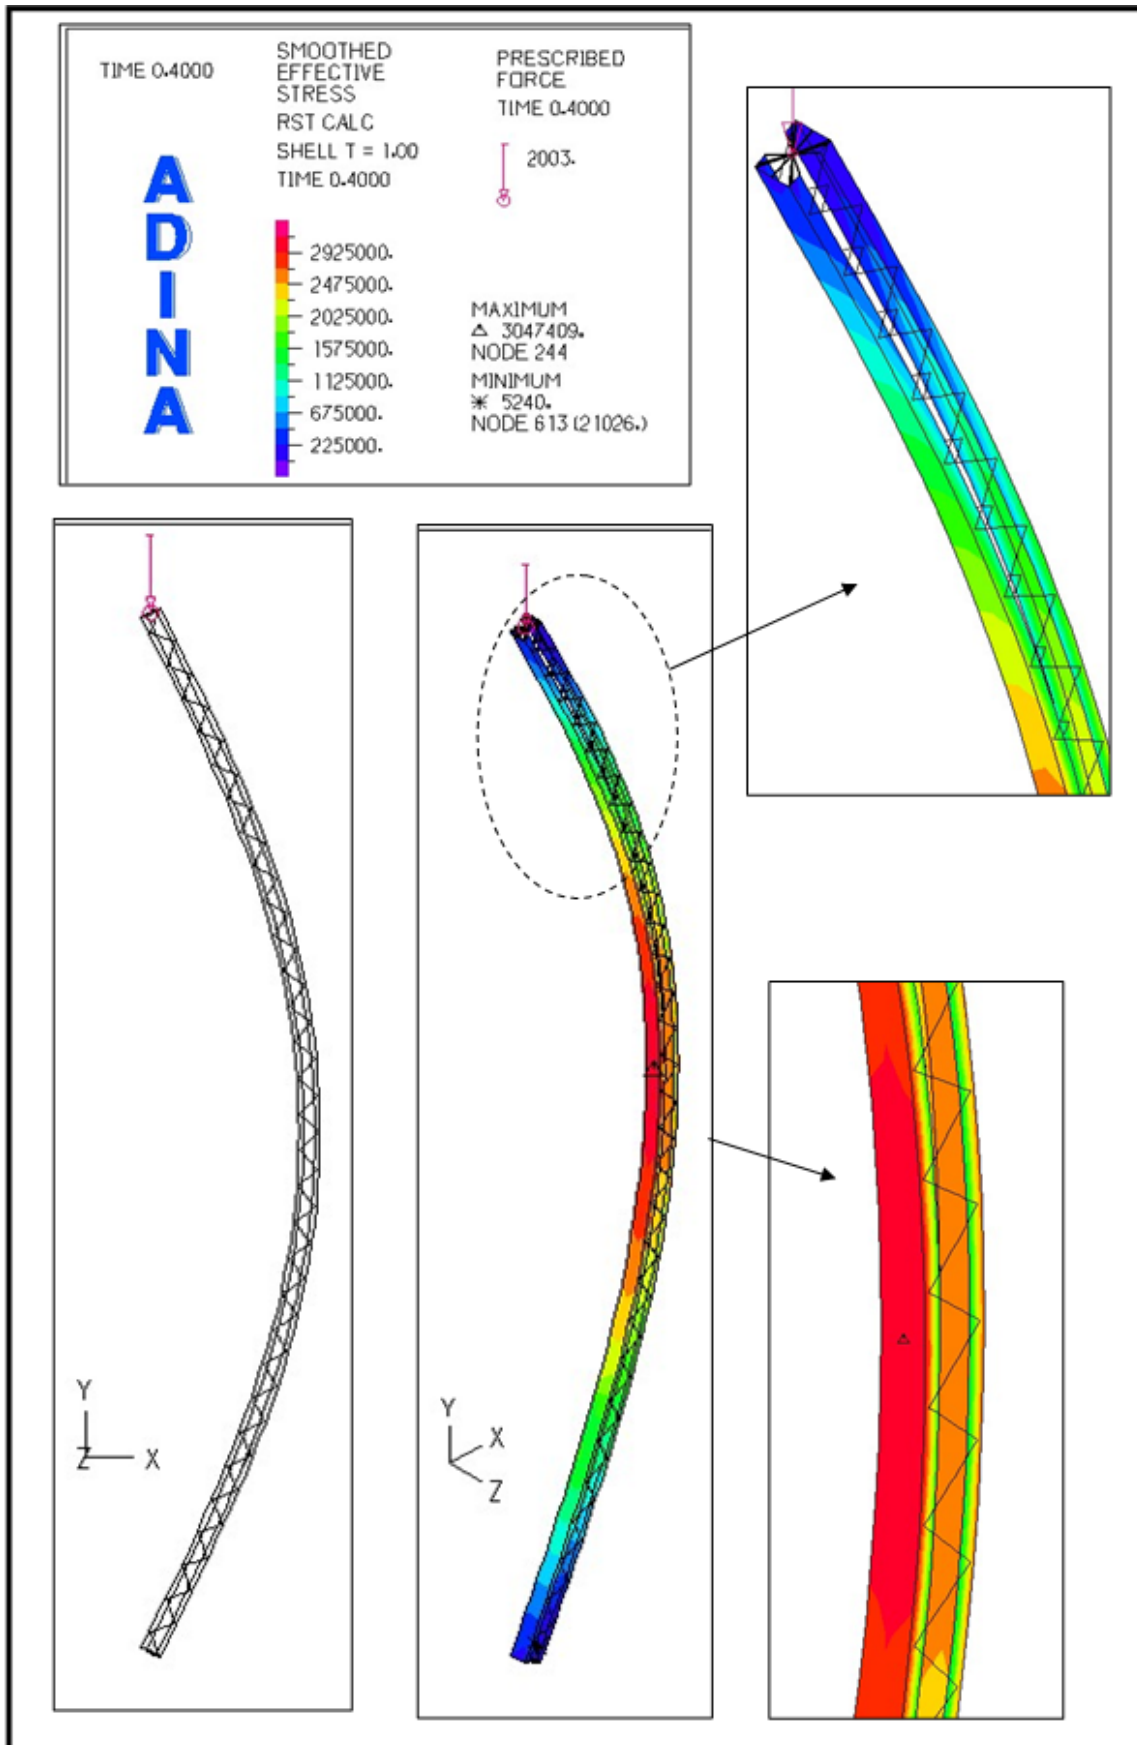 TIME 0.4000
SMOOTHED
EFFECTIVE
STRESS
RST CALC
SHELL T = 1.00
TIME 0.4000
PRESCRIBED
FORCE
TIME 0.4000
2003.
A
D
I
N
A
2925000.
2475000.
2025000.
1575000.
1125000.
675000.
225000.
MAXIMUM
△ 3047409.
NODE 244
MINIMUM
✳ 5240.
NODE 613 (21026.)
Y
Z X
Y
X
Z